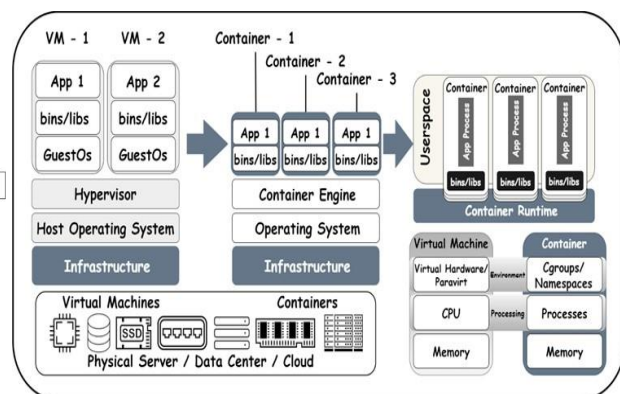 VM - 1
VM - 2
App 1
App 2
bins/libs
bins/libs
GuestOs
GuestOs
Hypervisor
Host Operating System
Infrastructure
Container - 1
Container - 2
Container - 3
App 1
App 1
App 1
bins/libs
bins/libs
bins/libs
Container Engine
Operating System
Infrastructure
Userspace
Container
Container
Container
App Process
App Process
App Process
bins/libs
bins/libs
bins/libs
Container Runtime
Virtual Machines
Containers
SSD
Physical Server / Data Center / Cloud
Virtual Machine
Container
Virtual Hardware/
Paravirt
Environment
Cgroups/
Namespaces
CPU
Processing
Processes
Memory
Memory